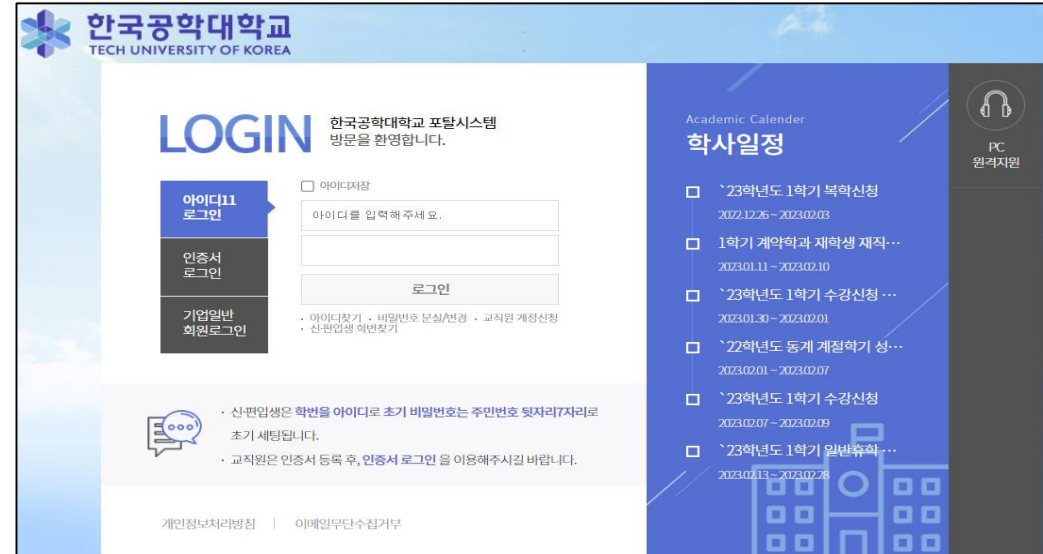 한국공학대학교
TECH UNIVERSITY OF KOREA
LOGIN
한국공학대학교 포탈시스템
방문을 환영합니다.
아이디11
로그인
인증서
로그인
기업일반
회원로그인
아이디저장
아이디를 입력해주세요.
로그인
· 아이디찾기 · 비밀번호 분실/변경 · 교직원 계정신청
· 신·편입생 학번찾기
· 신·편입생은 학번을 아이디로 초기 비밀번호는 주민번호 뒷자리7자리로
초기 세팅됩니다.
· 교직원은 인증서 등록 후, 인증서 로그인 을 이용해주시길 바랍니다.
개인정보처리방침 | 이메일무단수집거부
Academic Calender
학사일정
`23학년도 1학기 복학신청
2022.12.26 ~ 2023.02.03
1학기 계약학과 재학생 재직…
2023.01.11 ~ 2023.02.10
`23학년도 1학기 수강신청 …
2023.01.30 ~ 2023.02.01
`22학년도 동계 계절학기 성…
2023.02.01 ~ 2023.02.07
`23학년도 1학기 수강신청
2023.02.07 ~ 2023.02.09
`23학년도 1학기 일반휴학 …
2023.02.13 ~ 2023.02.28
PC
원격지원